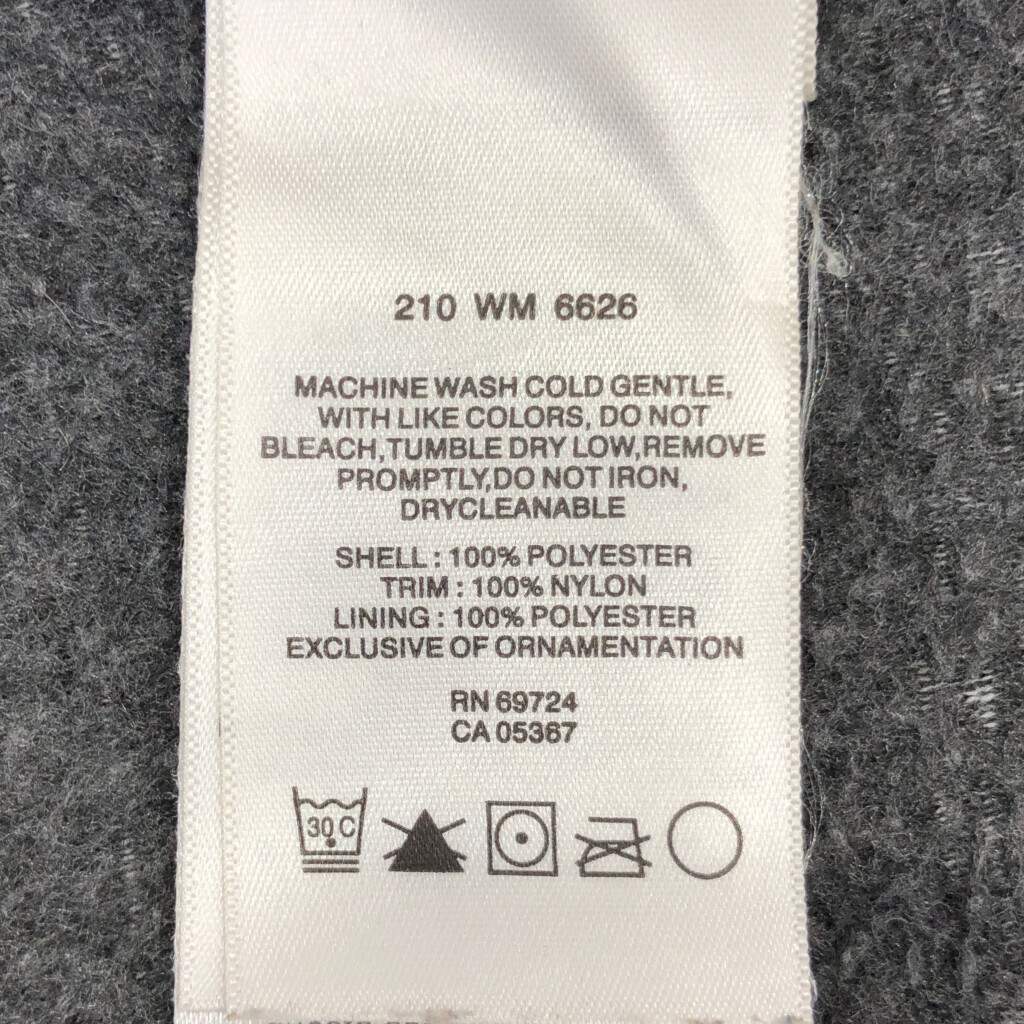 210 WM 6626
MACHINE WASH COLD GENTLE,
WITH LIKE COLORS, DO NOT
BLEACH,TUMBLE DRY LOW,REMOVE
PROMPTLY,DO NOT IRON,
DRYCLEANABLE
SHELL : 100% POLYESTER
TRIM : 100% NYLON
LINING : 100% POLYESTER
EXCLUSIVE OF ORNAMENTATION
RN 69724
CA 05367
30 C